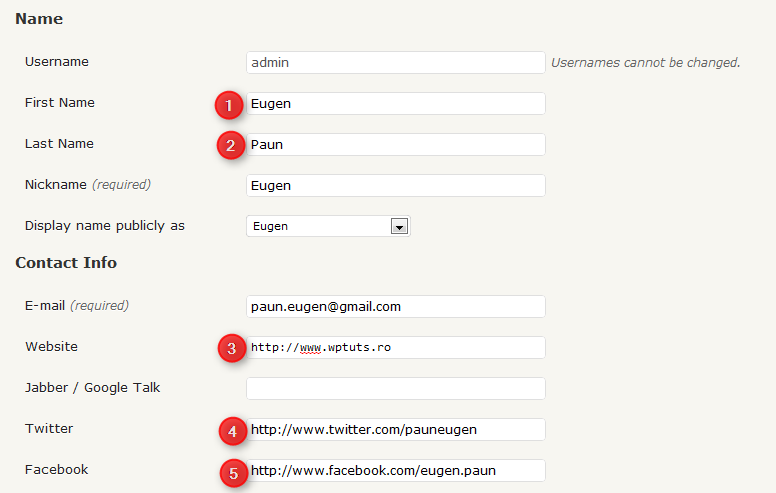 Name
Username admin Usernames cannot be changed.
First Name 1 Eugen
Last Name 2 Paun
Nickname (required) Eugen
Display name publicly as Eugen
Contact Info
E-mail (required) paun.eugen@gmail.com
Website 3 http://www.wptuts.ro
Jabber / Google Talk
Twitter 4 http://www.twitter.com/pauneugen
Facebook 5 http://www.facebook.com/eugen.paun